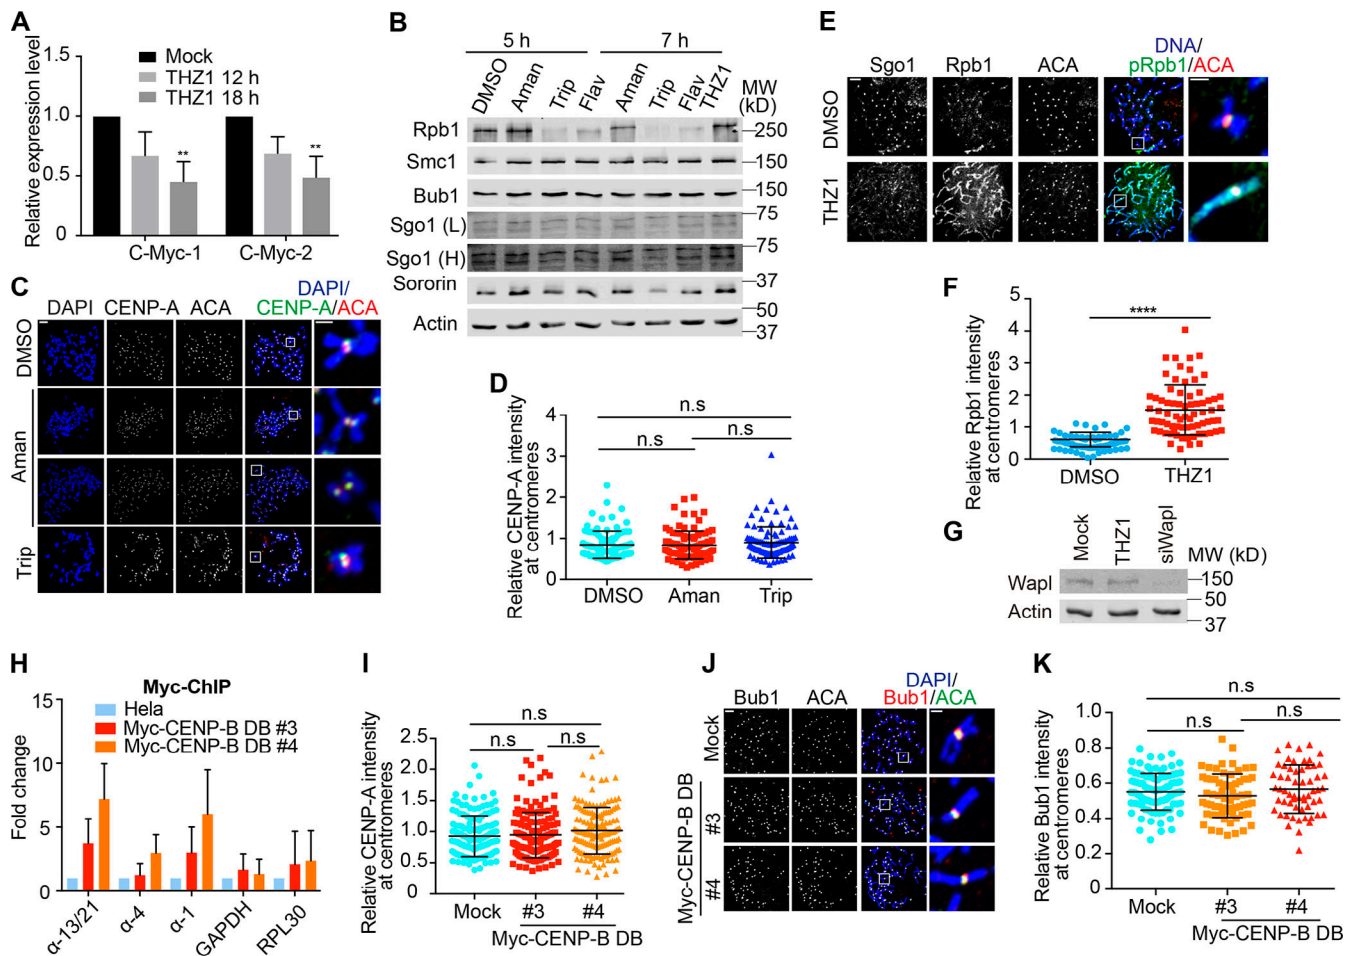 A
Relative expression level
1.5
1.0
0.5
0
Mock
THZ1 12 h
THZ1 18 h
**
**
C-Myc-1
C-Myc-2
B
5 h
7 h
DMSO
Aman
Trip
Flav
Aman
Trip
Flav
THZ1
MW
(kD)
Rpb1
250
Smc1
150
Bub1
150
75
Sgo1 (L)
75
Sgo1 (H)
37
Sororin
50
Actin
37
C
DAPI
CENP-A
ACA
DAPI/
CENP-A/ACA
DMSO
Aman
Trip
D
Relative CENP-A intensity
at centromeres
4
3
2
1
0
n.s
n.s
n.s
DMSO
Aman
Trip
E
Sgo1
Rpb1
ACA
DNA/
pRpb1/ACA
DMSO
THZ1
F
Relative Rpb1 intensity
at centromeres
5
4
3
2
1
0
****
DMSO
THZ1
G
Mock
THZ1
siWapl
MW (kD)
Wapl
150
50
Actin
37
H
Myc-ChIP
Fold change
15
10
5
0
Hela
Myc-CENP-B DB #3
Myc-CENP-B DB #4
α-13/21
α-4
α-1
GAPDH
RPL30
I
Relative CENP-A intensity
at centromeres
2.5
2.0
1.5
1.0
0.5
0
n.s
n.s
n.s
Mock
#3
#4
Myc-CENP-B DB
J
Bub1
ACA
DAPI/
Bub1/ACA
Mock
Myc-CENP-B DB
#3
#4
K
Relative Bub1 intensity
at centromeres
1.0
0.8
0.6
0.4
0.2
0
n.s
n.s
n.s
Mock
#3
#4
Myc-CENP-B DB